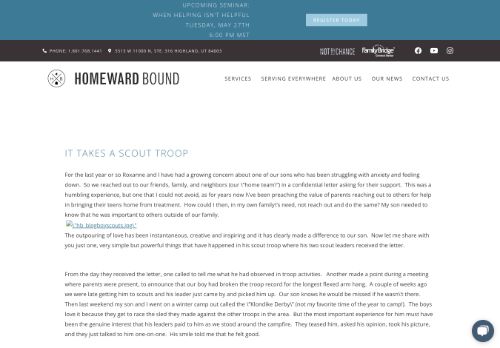 UPCOMING SEMINAR:
WHEN HELPING ISN'T HELPFUL
TUESDAY, MAY 27TH
6:00 PM MST
REGISTER TODAY
PHONE: 1.881.768.1441
5513 W 11000 N, STE. 316 HIGHLAND, UT 84003
NOT BY CHANCE
FamilyBridge
HOMEWARD BOUND
SERVICES
SERVING EVERYWHERE
ABOUT US
OUR NEWS
CONTACT US
IT TAKES A SCOUT TROOP
For the last year or so Roxanne and I have had a growing concern about one of our sons who has been struggling with anxiety and feeling
down. So we reached out to our friends, family, and neighbors (our \"home team\") in a confidential letter asking for their support. This was a
humbling experience, but one that I could not avoid, as for years now I've been preaching the value of parents reaching out to others for help
in bringing their teens home from treatment. How could I then, in my own family's need, not reach out and do the same? My son needed to
know that he was important to others outside of our family.
\"hb_blogboyscouts.jpg\"
The outpouring of love has been instantaneous, creative and inspiring and it has clearly made a difference to our son. Now let me share with
you just one, very simple but powerful things that have happened in his scout troop where his two scout leaders received the letter.
From the day they received the letter, one called to tell me what he had observed in troop activities. Another made a point during a meeting
where parents were present, to announce that our boy had broken the troop record for the longest flexed arm hang. A couple of weeks ago
we were late getting him to scouts and his leader just came by and picked him up. Our son knows he would be missed if he wasn't there.
Then last weekend my son and I went on a winter camp out called the \"Klondike Derby\" (not my favorite time of the year to camp!). The boys
love it because they get to race the sled they made against the other troops in the area. But the most important experience for him must have
been the genuine interest that his leaders paid to him as we stood around the campfire. They teased him, asked his opinion, took his picture,
and they just talked to him one-on-one. His smile told me that he felt good.